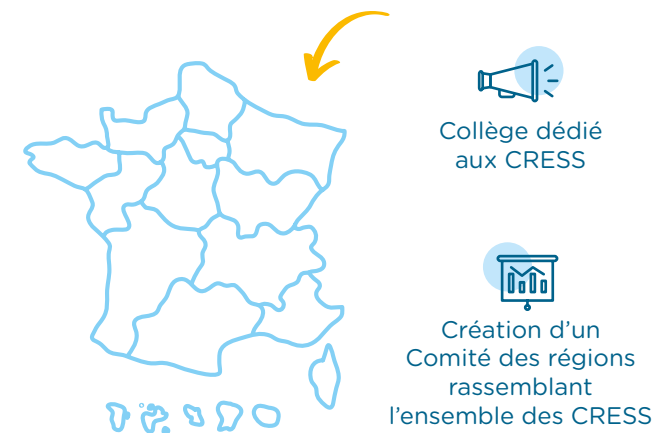 Collège dédié
aux CRESS
Création d’un
Comité des régions
rassemblant
l’ensemble des CRESS